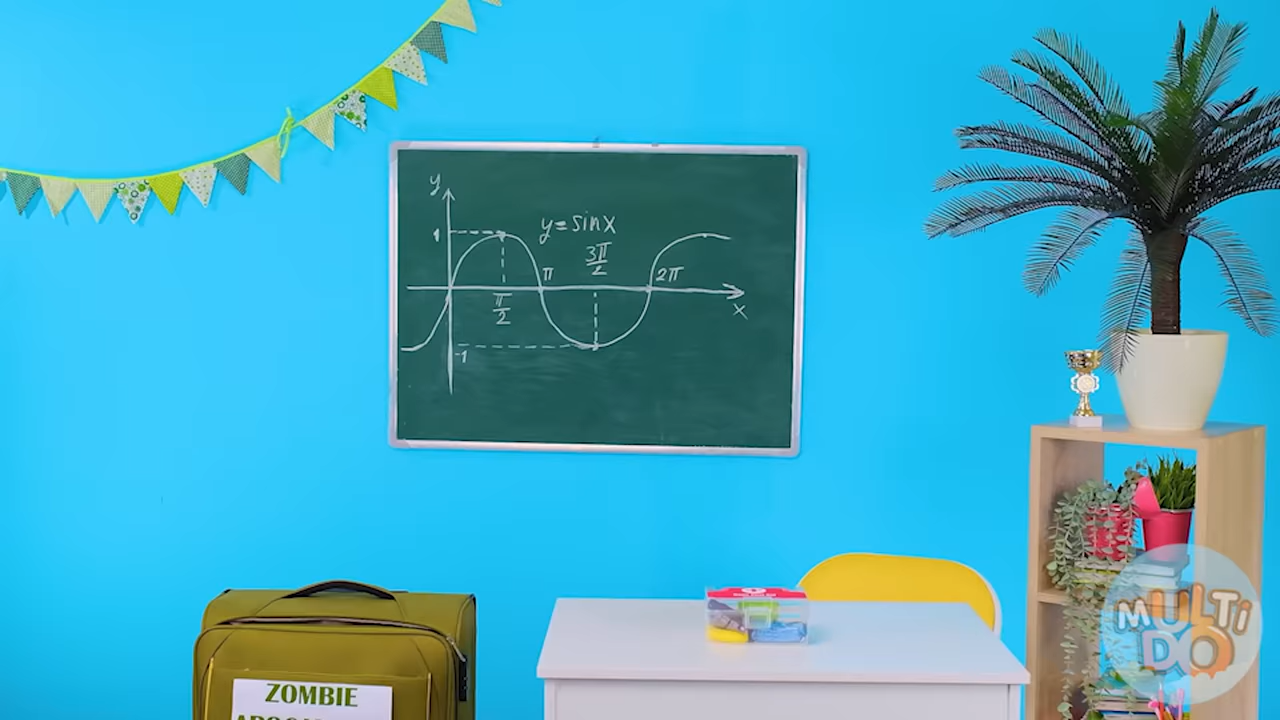 y
1
y=sinx
3π
2
π
2π
π
2
x
-1
ZOMBIE
MULTI
DO